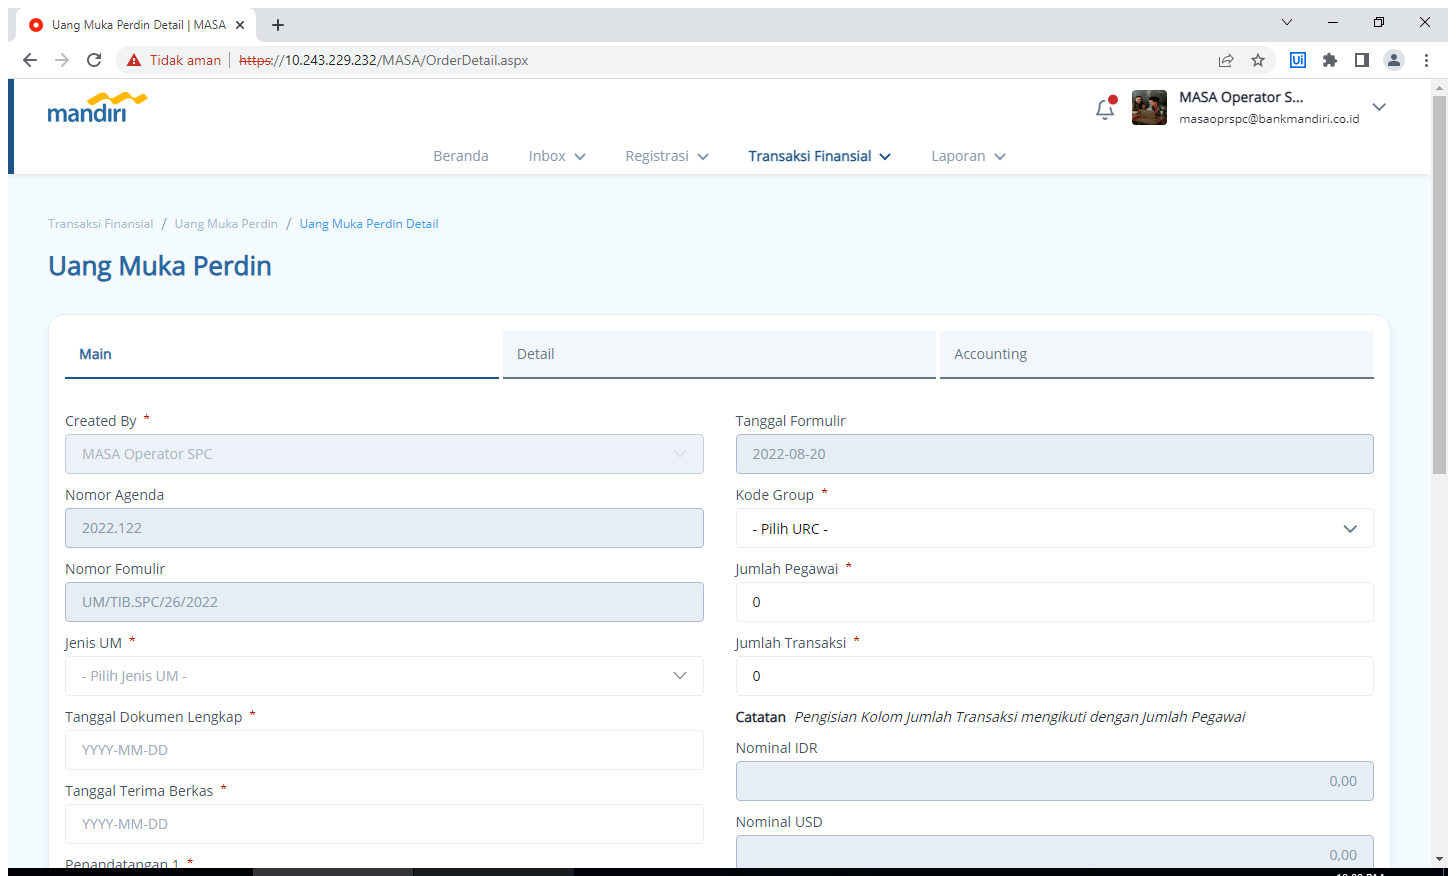 Uang Muka Perdin Detail | MASA
Tidak aman | https://10.243.229.232/MASA/OrderDetail.aspx
mandiri
MASA Operator S...
masaoprspc@bankmandiri.co.id
Beranda Inbox Registrasi Transaksi Finansial Laporan
Transaksi Finansial / Uang Muka Perdin / Uang Muka Perdin Detail
Uang Muka Perdin
Main Detail Accounting
Created By *
MASA Operator SPC
Nomor Agenda
2022.122
Nomor Fomulir
UM/TIB.SPC/26/2022
Jenis UM *
- Pilih Jenis UM -
Tanggal Dokumen Lengkap *
YYYY-MM-DD
Tanggal Terima Berkas *
YYYY-MM-DD
Penandatangan 1 *
Tanggal Formulir
2022-08-20
Kode Group *
- Pilih URC -
Jumlah Pegawai *
0
Jumlah Transaksi *
0
Catatan Pengisian Kolom Jumlah Transaksi mengikuti dengan Jumlah Pegawai
Nominal IDR
0,00
Nominal USD
0,00